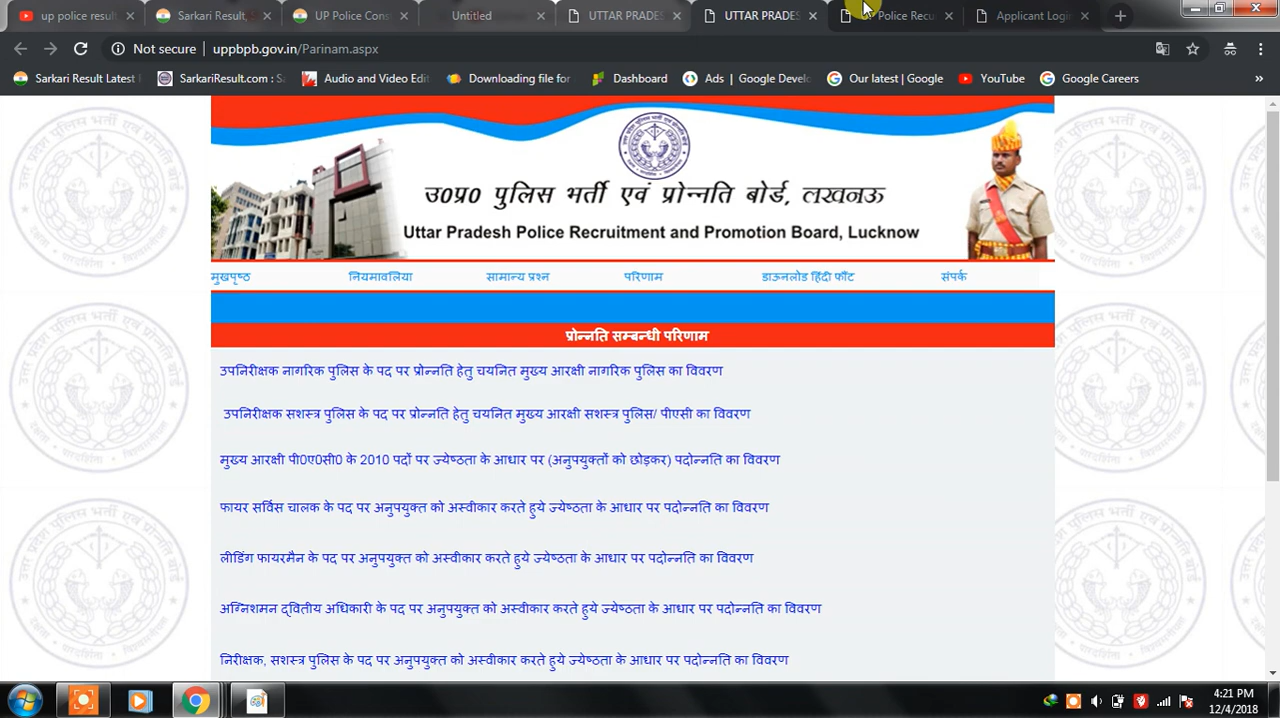 up police result
Sarkari Result,
UP Police Cons
Untitled
UTTAR PRADES
UTTAR PRADES
Police Recu
Applicant Login
Not secure
uppbpb.gov.in/Parinam.aspx
Sarkari Result Latest
SarkariResult.com : Sa
Audio and Video Edit
Downloading file for
Dashboard
Ads | Google Develo
Our latest | Google
YouTube
Google Careers
»
उ0प्र0 पुलिस भर्ती एवं प्रोन्नति बोर्ड, लखनऊ
Uttar Pradesh Police Recruitment and Promotion Board, Lucknow
मुखपृष्ठ
नियमावलिया
सामान्य प्रश्न
परिणाम
डाऊनलोड हिंदी फौंट
संपर्क
प्रोन्नति सम्बन्धी परिणाम
उपनिरीक्षक नागरिक पुलिस के पद पर प्रोन्नति हेतु चयनित मुख्य आरक्षी नागरिक पुलिस का विवरण
उपनिरीक्षक सशस्त्र पुलिस के पद पर प्रोन्नति हेतु चयनित मुख्य आरक्षी सशस्त्र पुलिस/ पीएसी का विवरण
मुख्य आरक्षी पी0ए0सी0 के 2010 पदों पर ज्येष्ठता के आधार पर (अनुपयुक्तों को छोड़कर) पदोन्नति का विवरण
फायर सर्विस चालक के पद पर अनुपयुक्त को अस्वीकार करते हुये ज्येष्ठता के आधार पर पदोन्नति का विवरण
लीडिंग फायरमैन के पद पर अनुपयुक्त को अस्वीकार करते हुये ज्येष्ठता के आधार पर पदोन्नति का विवरण
अग्निशमन द्वितीय अधिकारी के पद पर अनुपयुक्त को अस्वीकार करते हुये ज्येष्ठता के आधार पर पदोन्नति का विवरण
निरीक्षक, सशस्त्र पुलिस के पद पर अनुपयुक्त को अस्वीकार करते हुये ज्येष्ठता के आधार पर पदोन्नति का विवरण
4:21 PM
12/4/2018